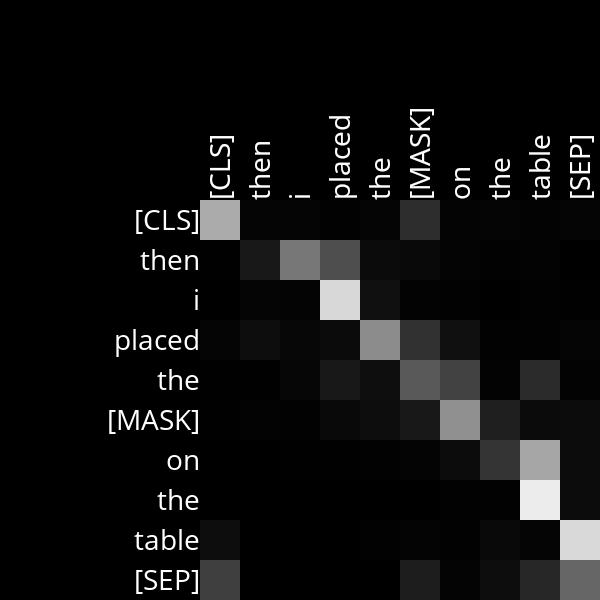 [CLS] then i placed the [MASK] on the table [SEP]
[CLS]
then
i
placed
the
[MASK]
on
the
table
[SEP]